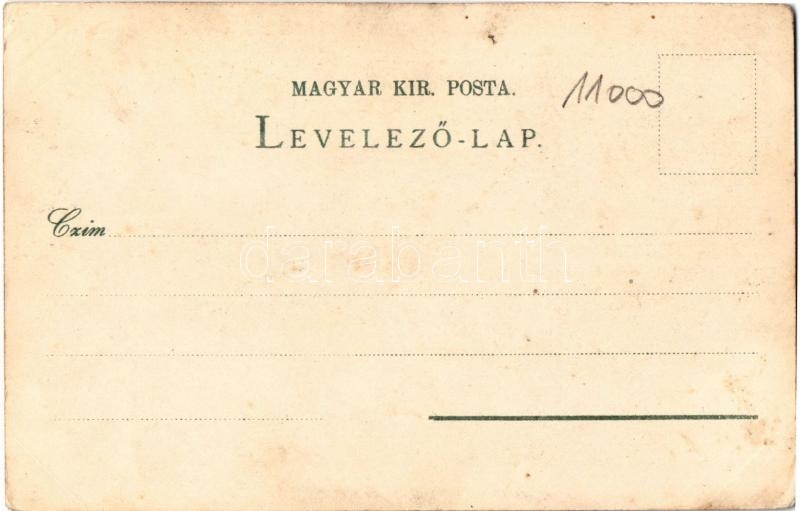 MAGYAR KIR. POSTA.
11000
LEVELEZŐ-LAP.
Czim
darabanth